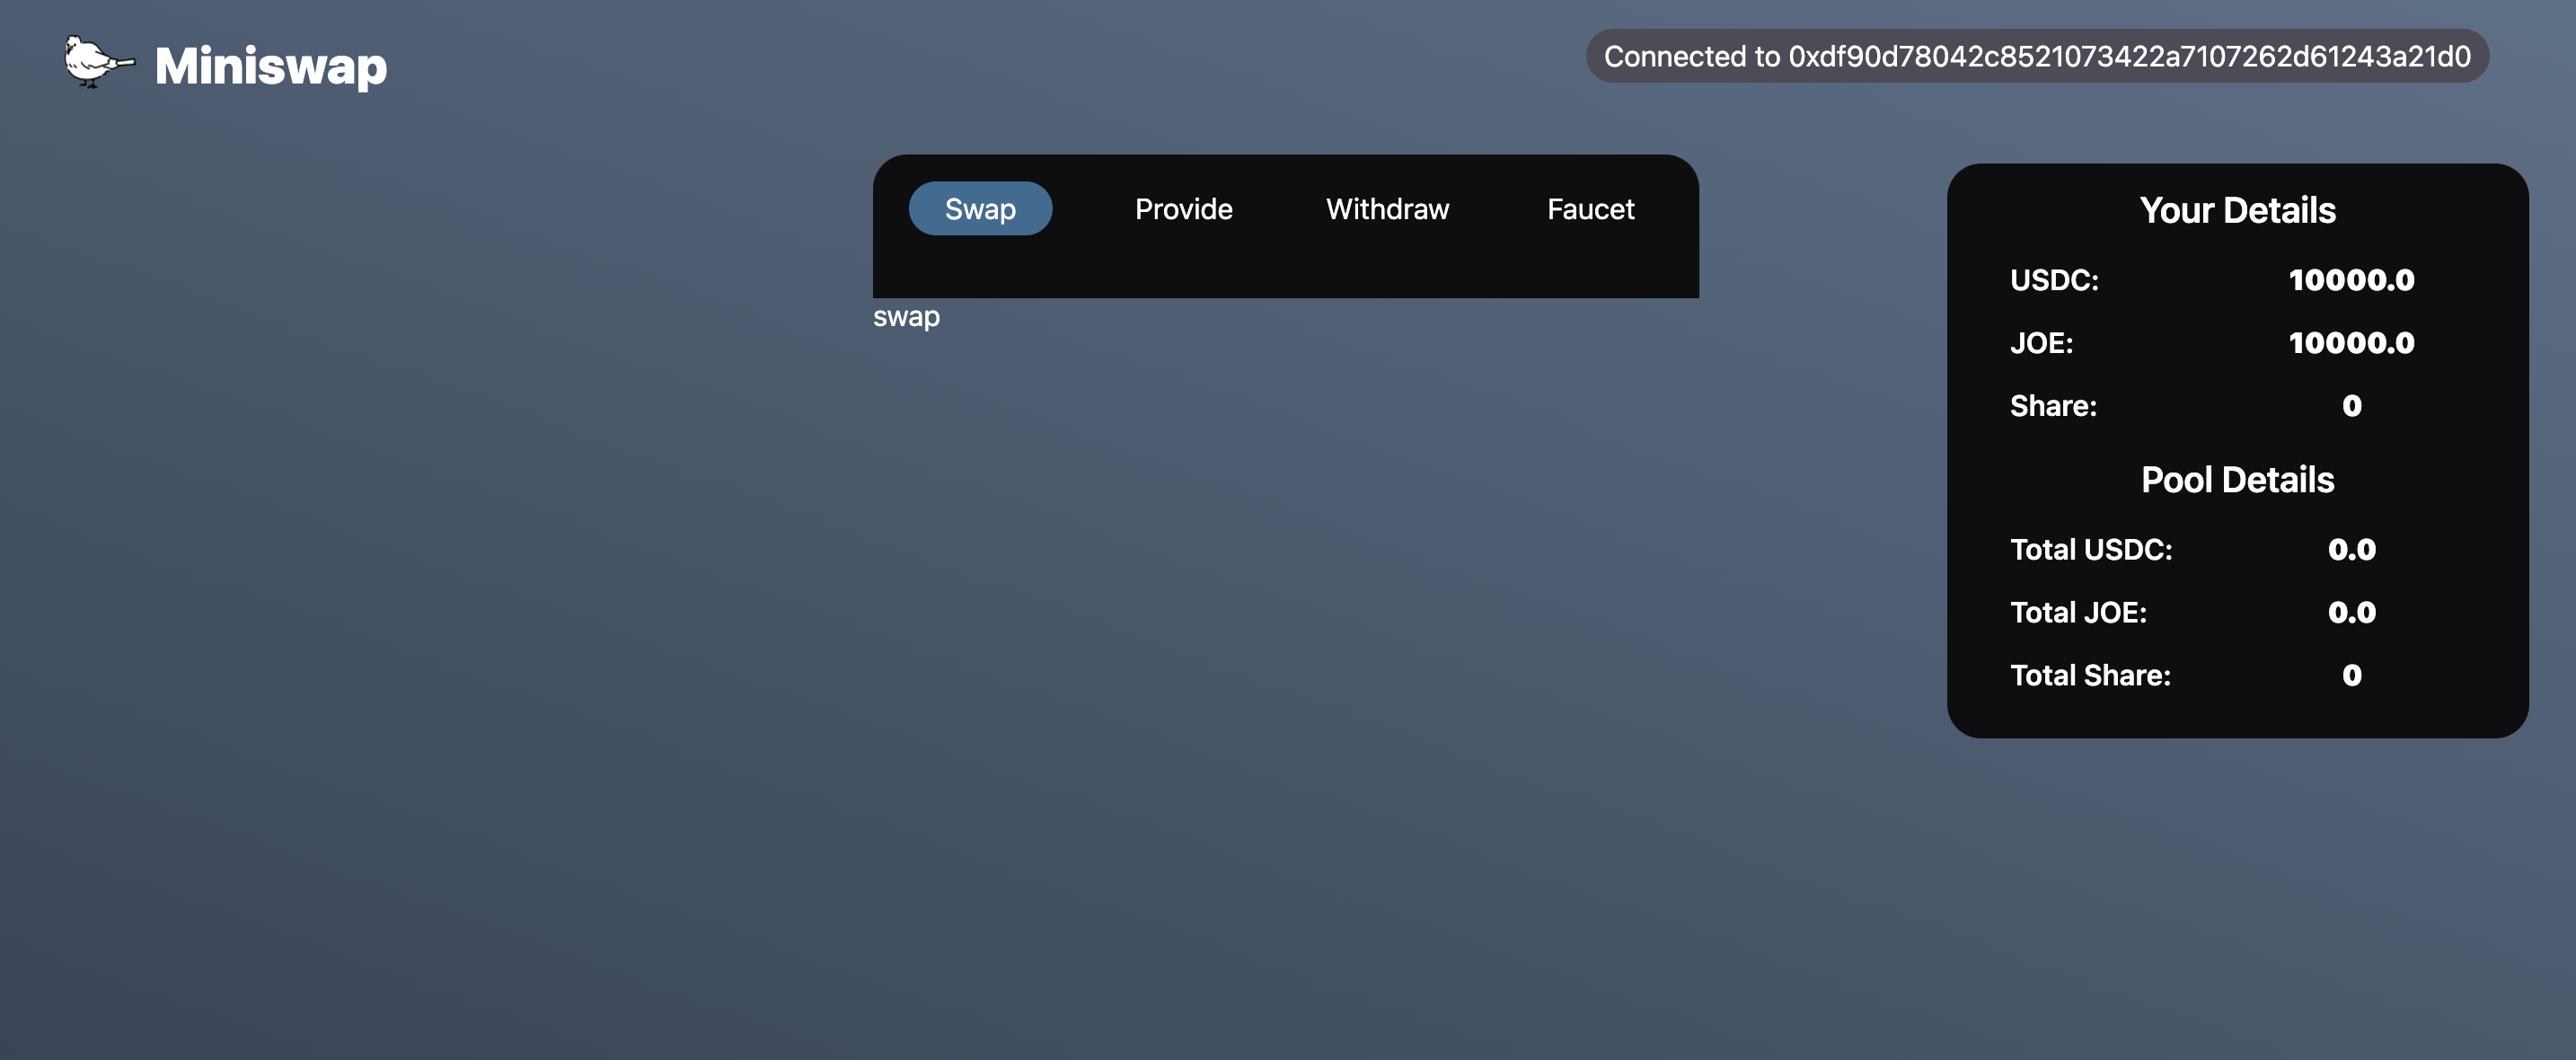 Miniswap
Connected to 0xdf90d78042c8521073422a7107262d61243a21d0
Swap Provide Withdraw Faucet
swap
Your Details
USDC: 10000.0
JOE: 10000.0
Share: 0
Pool Details
Total USDC: 0.0
Total JOE: 0.0
Total Share: 0